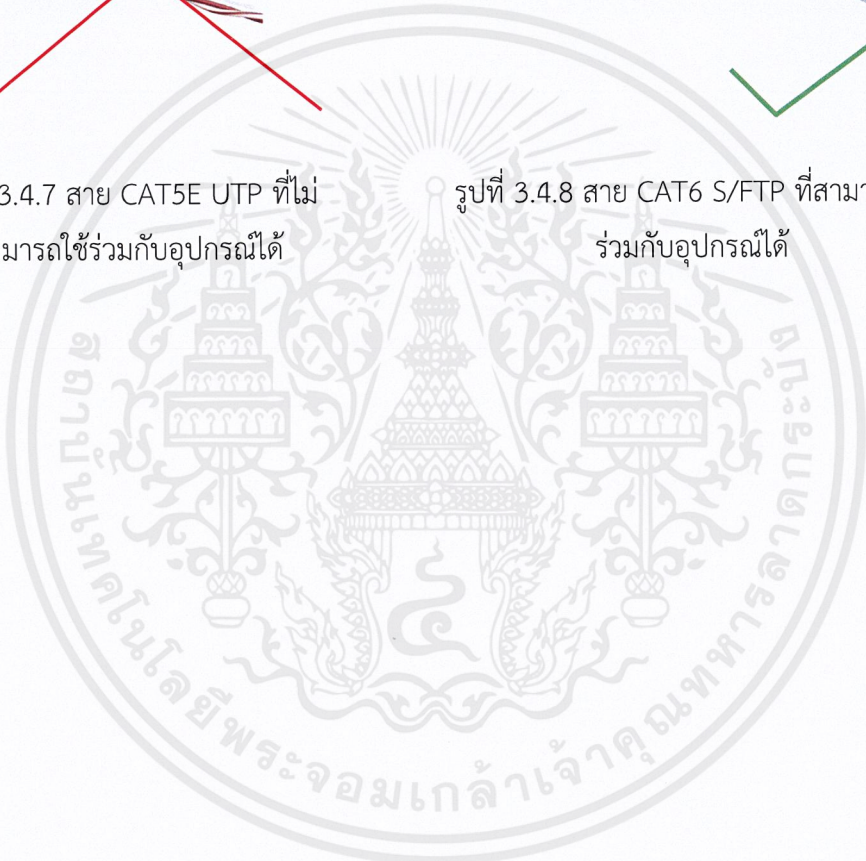 3.4.7 สาย CAT5E UTP ที่ไม่
มารถใช้ร่วมกับอุปกรณ์ได้
รูปที่ 3.4.8 สาย CAT6 S/FTP ที่สามา
ร่วมกับอุปกรณ์ได้
สถาบันเทคโนโลยีพระจอมเกล้าเจ้าคุณทหารลาดกระบัง